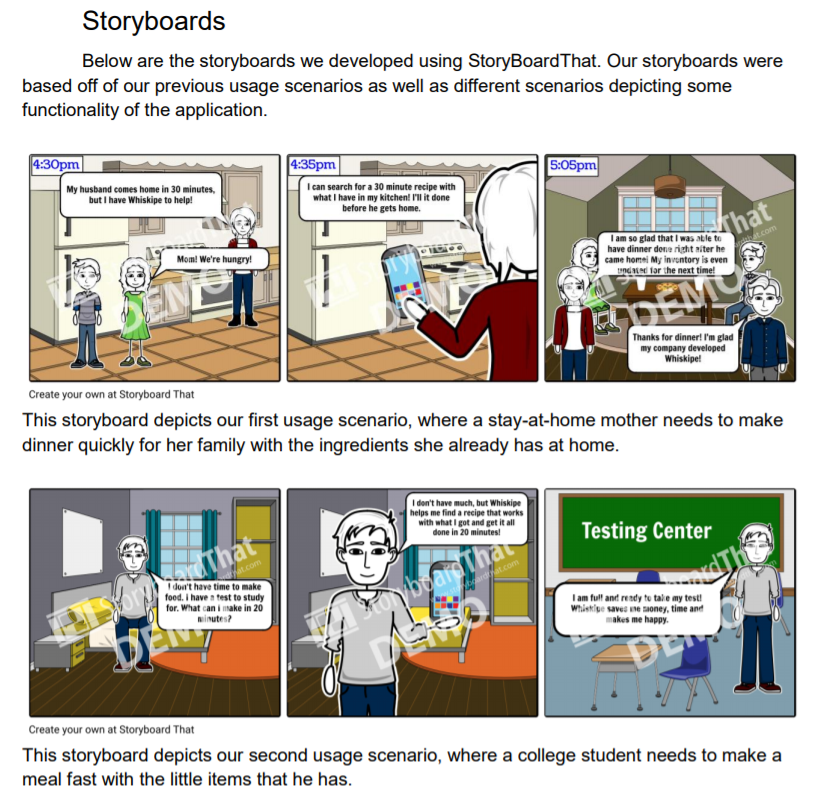 Storyboards
Below are the storyboards we developed using StoryBoardThat. Our storyboards were
based off of our previous usage scenarios as well as different scenarios depicting some
functionality of the application.
4:30pm
My husband comes home in 30 minutes,
but I have Whiskipe to help!
Mom! We're hungry!
4:35pm
I can search for a 30 minute recipe with
what I have in my kitchen! I'll it done
before he gets home.
5:05pm
I am so glad that I was able to
have dinner done right after he
came home! My inventory is even
updated for the next time!
Thanks for dinner! I'm glad
my company developed
Whiskipe!
StoryboardThat
DEMO
Create your own at Storyboard That
This storyboard depicts our first usage scenario, where a stay-at-home mother needs to make
dinner quickly for her family with the ingredients she already has at home.
I don't have time to make
food. I have a test to study
for. What can i make in 20
minutes?
I don't have much, but Whiskipe
helps me find a recipe that works
with what I got and get it all
done in 20 minutes!
Testing Center
I am full and ready to take my test!
Whiskipe saves me money, time and
makes me happy.
StoryboardThat
DEMO
Create your own at Storyboard That
This storyboard depicts our second usage scenario, where a college student needs to make a
meal fast with the little items that he has.